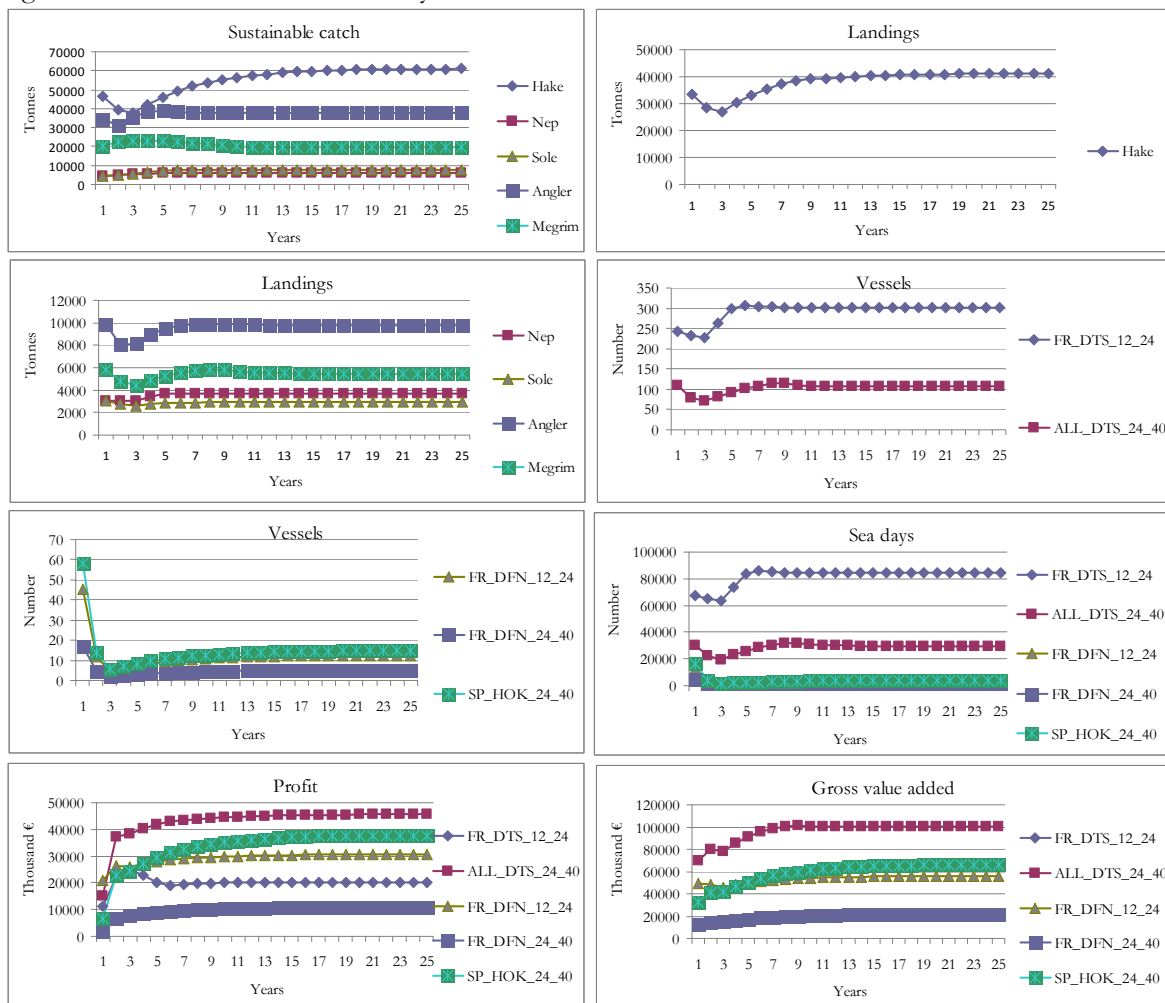 Sustainable catch
Tonnes
70000
60000
50000
40000
30000
20000
10000
0
1 3 5 7 9 11 13 15 17 19 21 23 25
Years
Hake
Nep
Sole
Angler
Megrim
Landings
Tonnes
50000
40000
30000
20000
10000
0
1 3 5 7 9 11 13 15 17 19 21 23 25
Years
Hake
Landings
Tonnes
12000
10000
8000
6000
4000
2000
0
1 3 5 7 9 11 13 15 17 19 21 23 25
Years
Nep
Sole
Angler
Megrim
Vessels
Number
350
300
250
200
150
100
50
0
1 3 5 7 9 11 13 15 17 19 21 23 25
Years
FR_DTS_12_24
ALL_DTS_24_40
Vessels
Number
70
60
50
40
30
20
10
0
1 3 5 7 9 11 13 15 17 19 21 23 25
Years
FR_DFN_12_24
FR_DFN_24_40
SP_HOK_24_40
Sea days
Number
100000
80000
60000
40000
20000
0
1 3 5 7 9 11 13 15 17 19 21 23 25
Years
FR_DTS_12_24
ALL_DTS_24_40
FR_DFN_12_24
FR_DFN_24_40
SP_HOK_24_40
Profit
Thousand €
50000
40000
30000
20000
10000
0
1 3 5 7 9 11 13 15 17 19 21 23 25
Years
FR_DTS_12_24
ALL_DTS_24_40
FR_DFN_12_24
FR_DFN_24_40
SP_HOK_24_40
Gross value added
Thousand €
120000
100000
80000
60000
40000
20000
0
1 3 5 7 9 11 13 15 17 19 21 23 25
Years
FR_DTS_12_24
ALL_DTS_24_40
FR_DFN_12_24
FR_DFN_24_40
SP_HOK_24_40